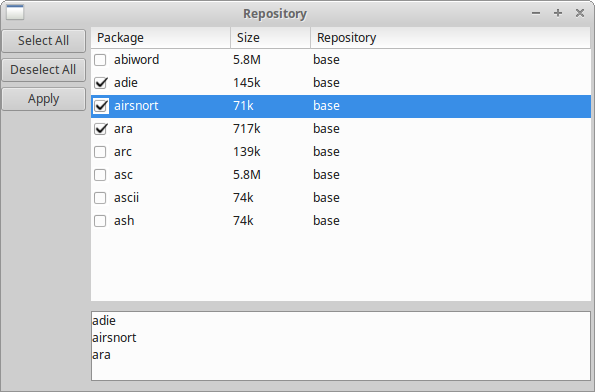 Repository
Select All
Deselect All
Apply
Package Size Repository
abiword 5.8M base
adie 145k base
airsnort 71k base
ara 717k base
arc 139k base
asc 5.8M base
ascii 74k base
ash 74k base
adie
airsnort
ara